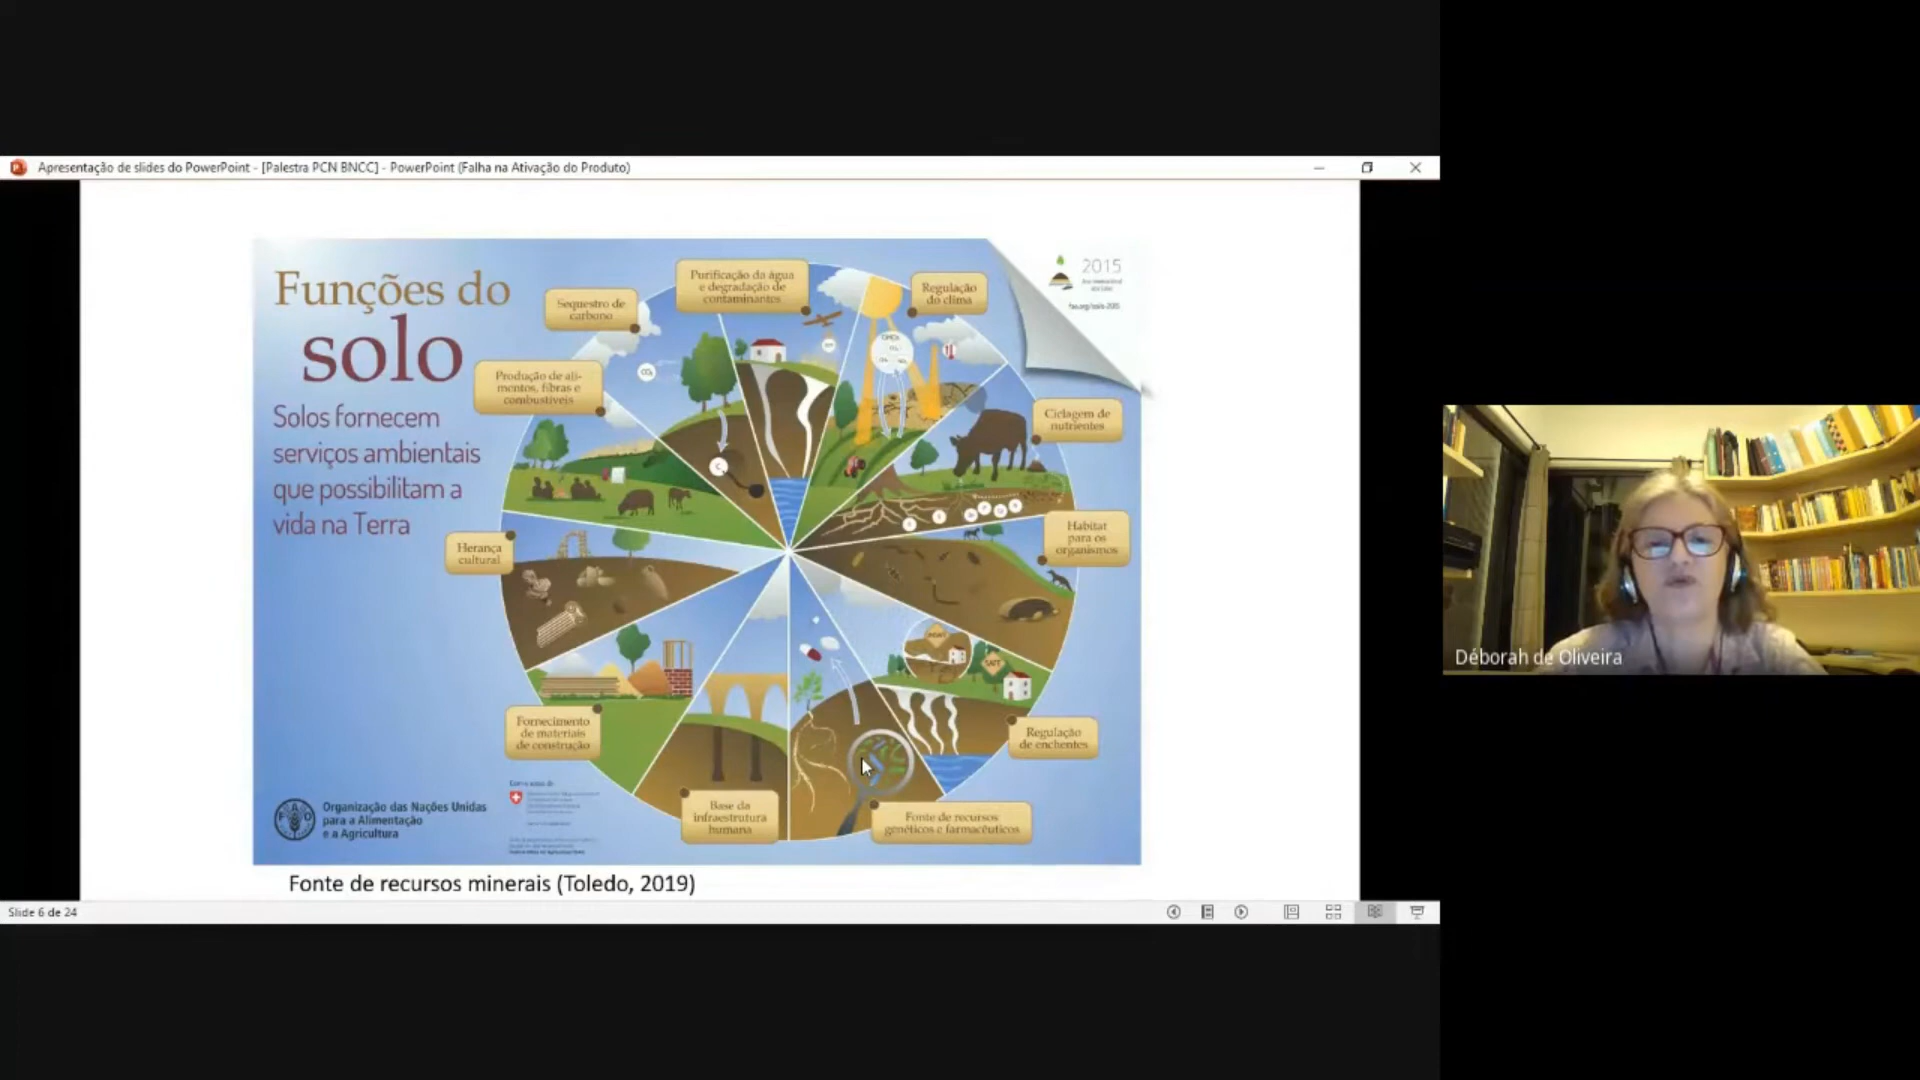 Apresentação de slides do PowerPoint - [Palestra PCN BNCC] - PowerPoint (Falha na Ativação do Produto)
Funções do
solo
Solos fornecem
serviços ambientais
que possibilitam a
vida na Terra
Sequestro de
carbono
Purificação da água
e degradação de
contaminantes
Regulação
do clima
2015
Produção de ali-
mentos, fibras e
combustíveis
Ciclagem de
nutrientes
Herança
cultural
Habitat
para os
organismos
Fornecimento
de materiais
de construção
Regulação
de enchentes
Base da
infraestrutura
humana
Fonte de recursos
genéticos e farmacêuticos
Organização das Nações Unidas
para a Alimentação
e a Agricultura
Fonte de recursos minerais (Toledo, 2019)
Slide 6 de 24
Déborah de Oliveira